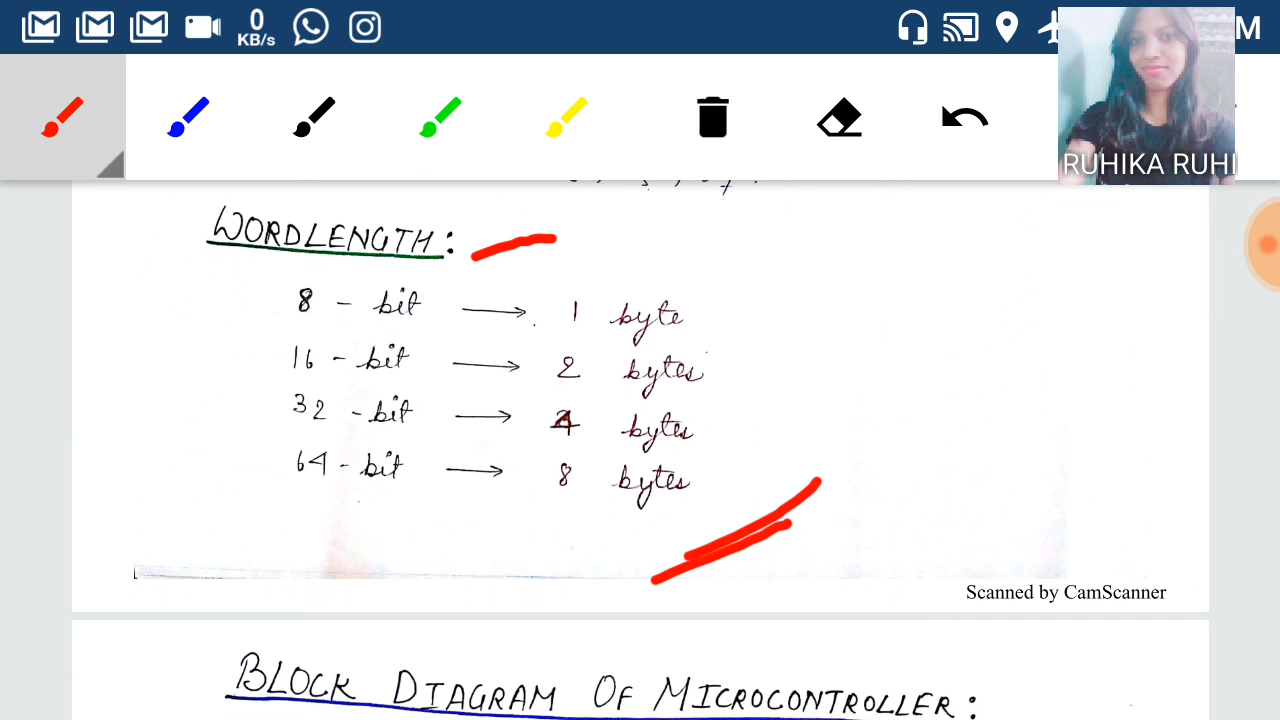 0
KB/s
M
RUHIKA RUHI
WORDLENGTH:
8 - bit → 1 byte
16 - bit → 2 bytes
32 - bit → 4 bytes
64 - bit → 8 bytes
Scanned by CamScanner
BLOCK DIAGRAM OF MICROCONTROLLER: